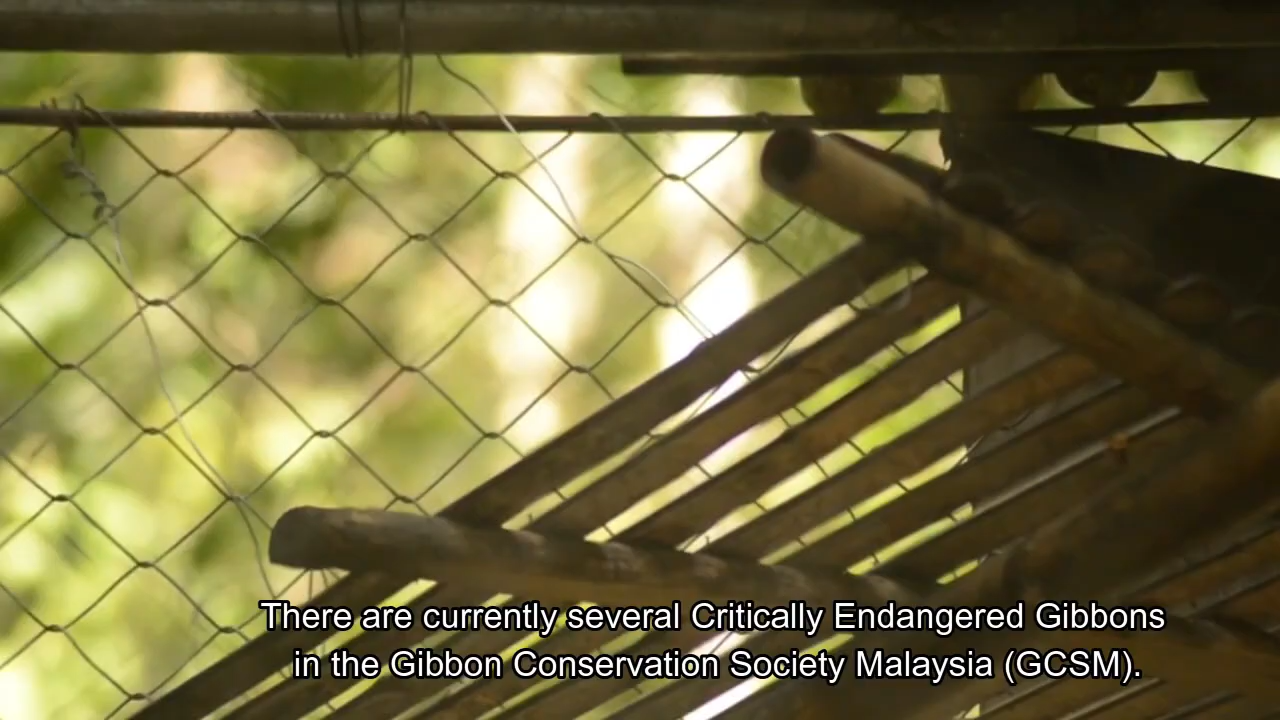 There are currently several Critically Endangered Gibbons
in the Gibbon Conservation Society Malaysia (GCSM).